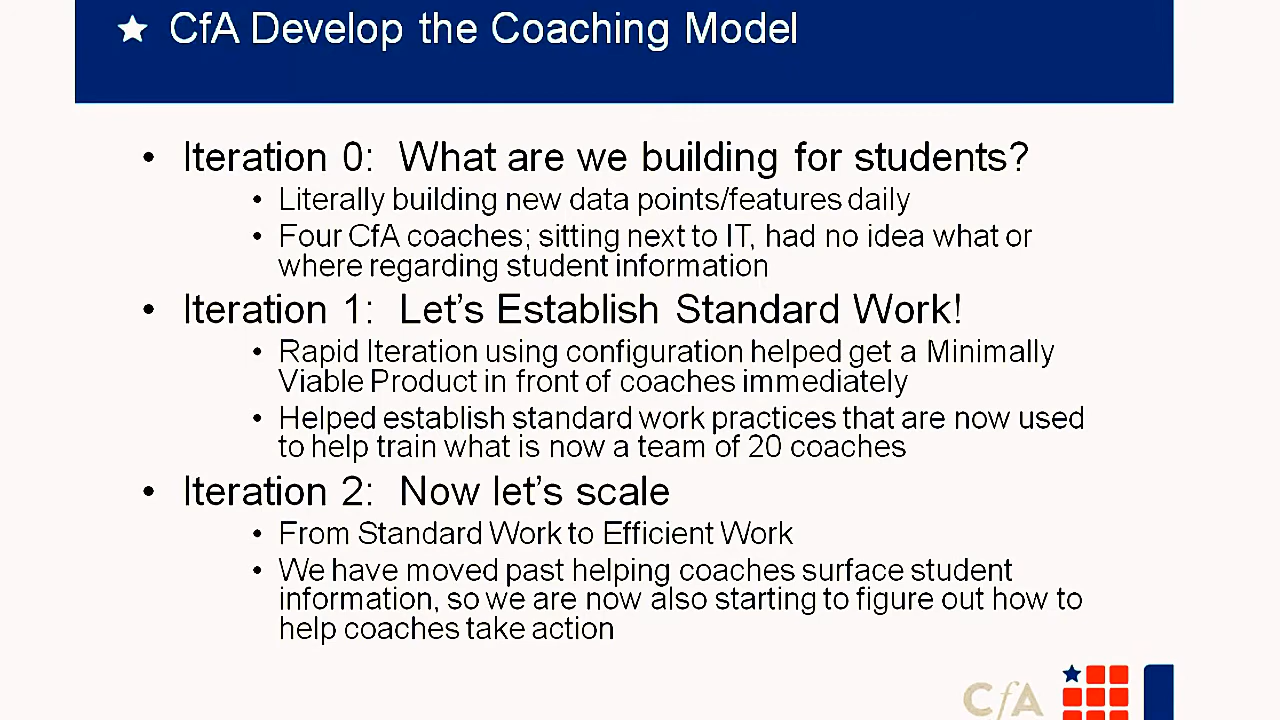 CfA Develop the Coaching Model
• Iteration 0: What are we building for students?
• Literally building new data points/features daily
• Four CfA coaches; sitting next to IT, had no idea what or
where regarding student information
• Iteration 1: Let's Establish Standard Work!
• Rapid Iteration using configuration helped get a Minimally
Viable Product in front of coaches immediately
• Helped establish standard work practices that are now used
to help train what is now a team of 20 coaches
• Iteration 2: Now let's scale
• From Standard Work to Efficient Work
• We have moved past helping coaches surface student
information, so we are now also starting to figure out how to
help coaches take action
CfA